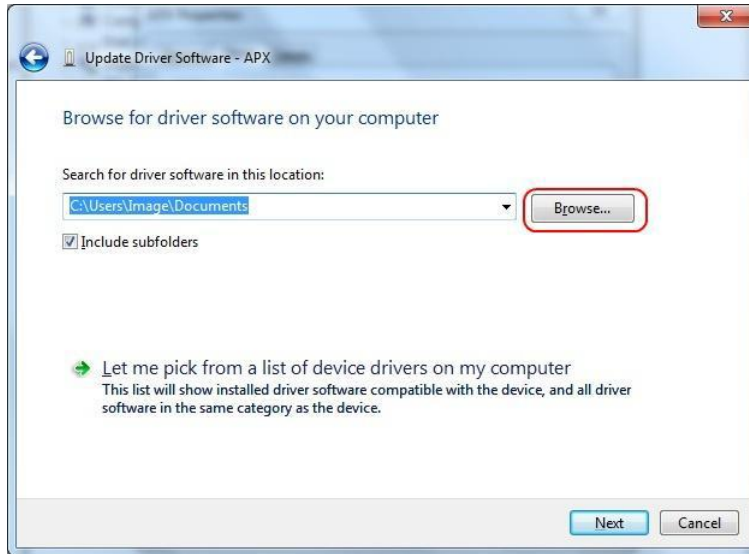 Update Driver Software - APX
Browse for driver software on your computer
Search for driver software in this location:
C:\Users\Image\Documents
Browse...
Include subfolders
Let me pick from a list of device drivers on my computer
This list will show installed driver software compatible with the device, and all driver
software in the same category as the device.
Next
Cancel